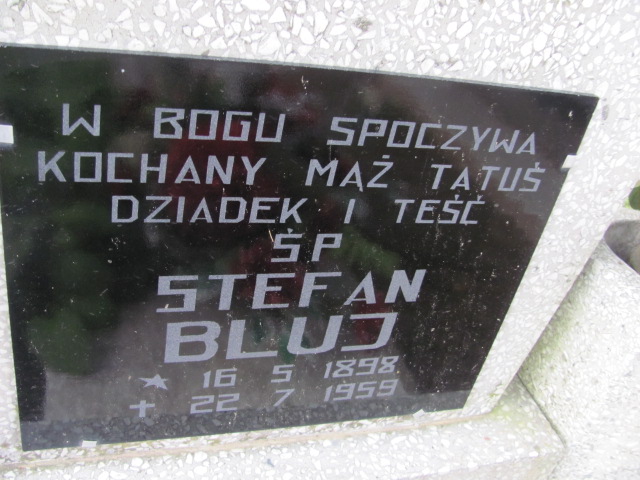 W BOGU SPOCZYWA
KOCHANY MĄŻ TATUŚ
DZIADEK I TEŚĆ
ŚP
STEFAN
BLUJ
★ 16 5 1898
+ 22 7 1959